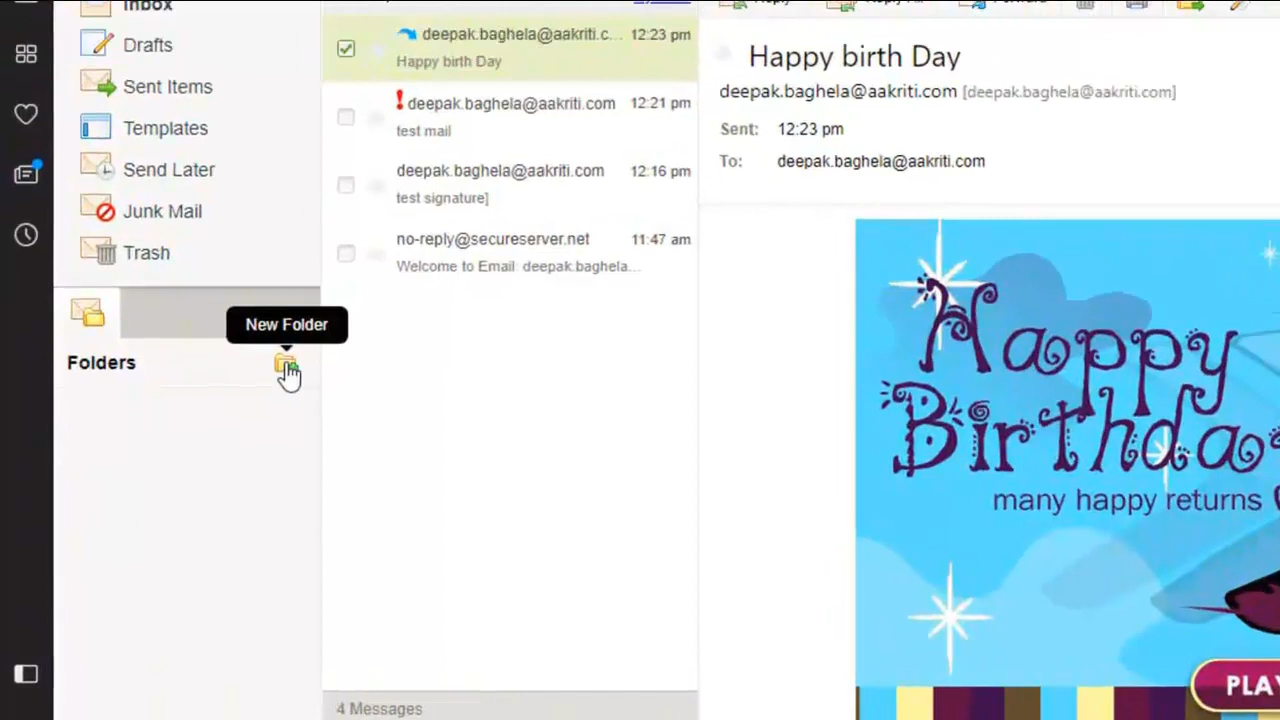 Inbox
Drafts
Sent Items
Templates
Send Later
Junk Mail
Trash
New Folder
Folders
deepak.baghela@aakriti.c... 12:23 pm
Happy birth Day
deepak.baghela@aakriti.com 12:21 pm
test mail
deepak.baghela@aakriti.com 12:16 pm
test signature]
no-reply@secureserver.net 11:47 am
Welcome to Email deepak.baghela...
4 Messages
Happy birth Day
deepak.baghela@aakriti.com [deepak.baghela@aakriti.com]
Sent: 12:23 pm
To: deepak.baghela@aakriti.com
Happy
Birthda
many happy returns
PLAY